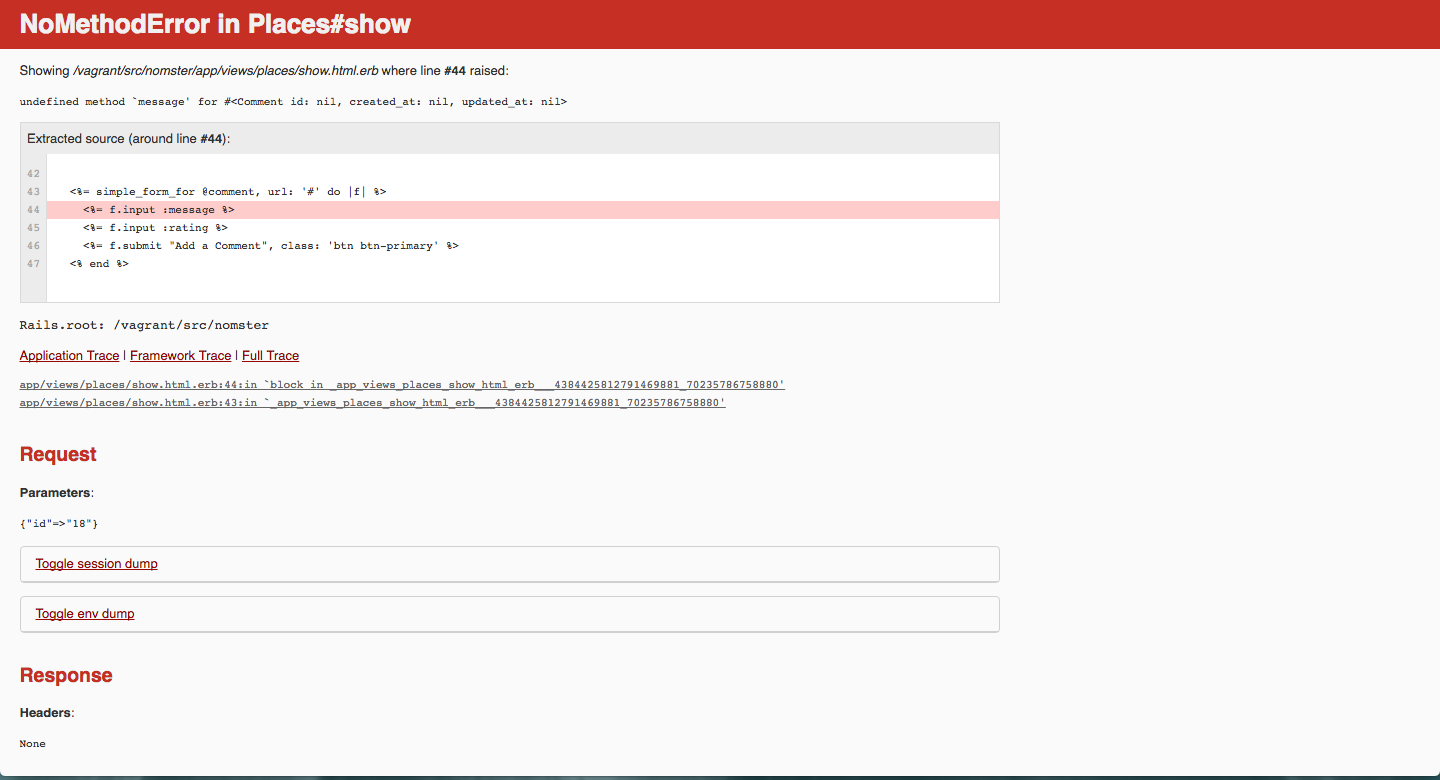 NoMethodError in Places#show
Showing /vagrant/src/nomster/app/views/places/show.html.erb where line #44 raised:
undefined method `message' for #<Comment id: nil, created_at: nil, updated_at: nil>
Extracted source (around line #44):
42
43 <%= simple_form_for @comment, url: '#' do |f| %>
44 <%= f.input :message %>
45 <%= f.input :rating %>
46 <%= f.submit "Add a Comment", class: 'btn btn-primary' %>
47 <% end %>
Rails.root: /vagrant/src/nomster
Application Trace | Framework Trace | Full Trace
app/views/places/show.html.erb:44:in `block in _app_views_places_show_html_erb___4384425812791469881_70235786758880'
app/views/places/show.html.erb:43:in `_app_views_places_show_html_erb___4384425812791469881_70235786758880'
Request
Parameters:
{"id"=>"18"}
Toggle session dump
Toggle env dump
Response
Headers:
None